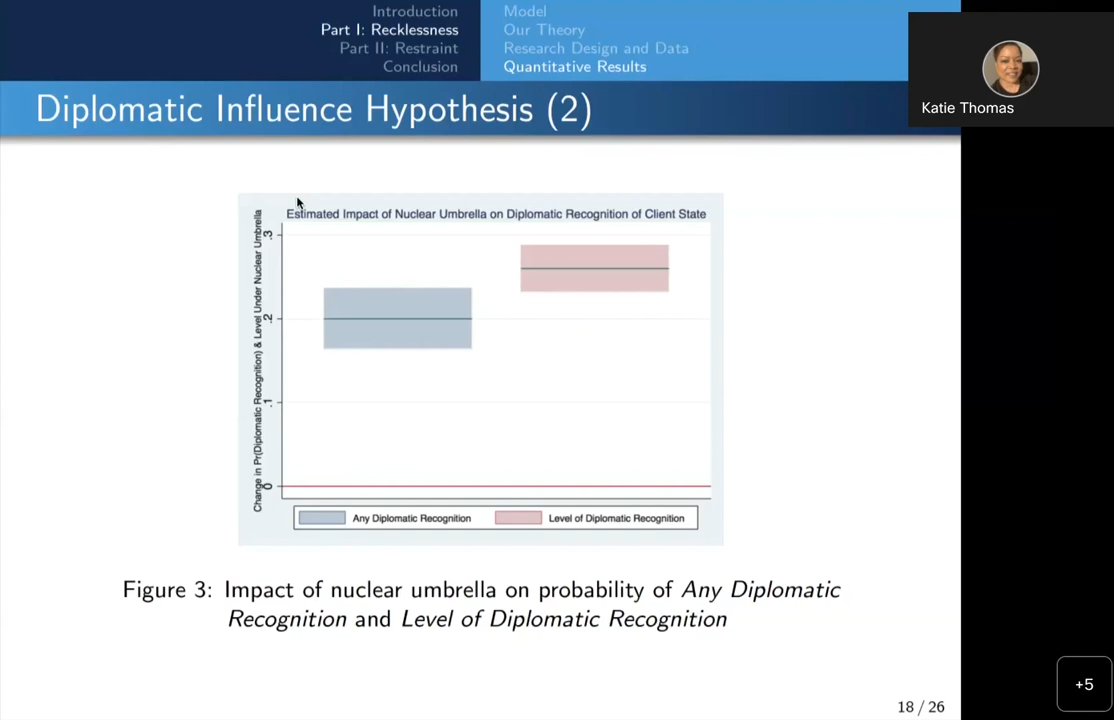 Introduction
Part I: Recklessness
Part II: Restraint
Conclusion
Model
Our Theory
Research Design and Data
Quantitative Results
Katie Thomas
Diplomatic Influence Hypothesis (2)
Estimated Impact of Nuclear Umbrella on Diplomatic Recognition of Client State
Change in Pr(Diplomatic Recognition) & Level Under Nuclear Umbrella
.3
.2
.1
0
Any Diplomatic Recognition
Level of Diplomatic Recognition
Figure 3: Impact of nuclear umbrella on probability of Any Diplomatic
Recognition and Level of Diplomatic Recognition
+5
18 / 26